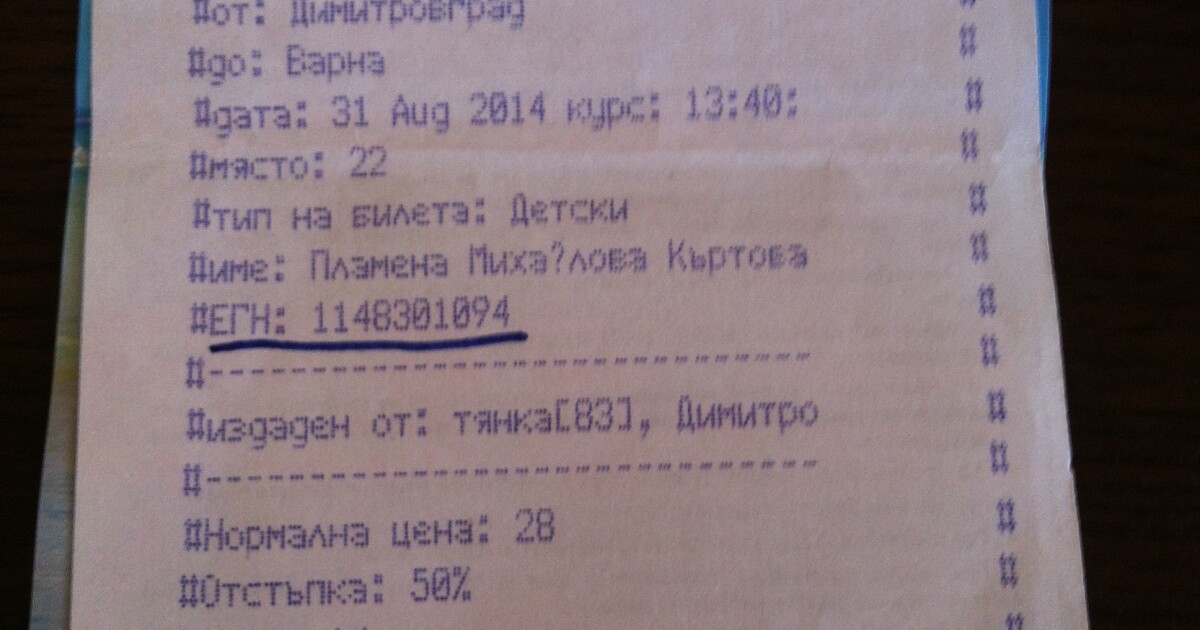 #от: Димитровград #
#до: Варна #
#дата: 31 Aug 2014 курс: 13:40: #
#място: 22 #
#тип на билета: Детски #
#име: Пламена Миха?лова Къртова #
#ЕГН: 1148301094 #
#------------------------------- #
#издаден от: тянка[83], Димитро #
#------------------------------- #
#Нормална цена: 28 #
#Отстъпка: 50% #